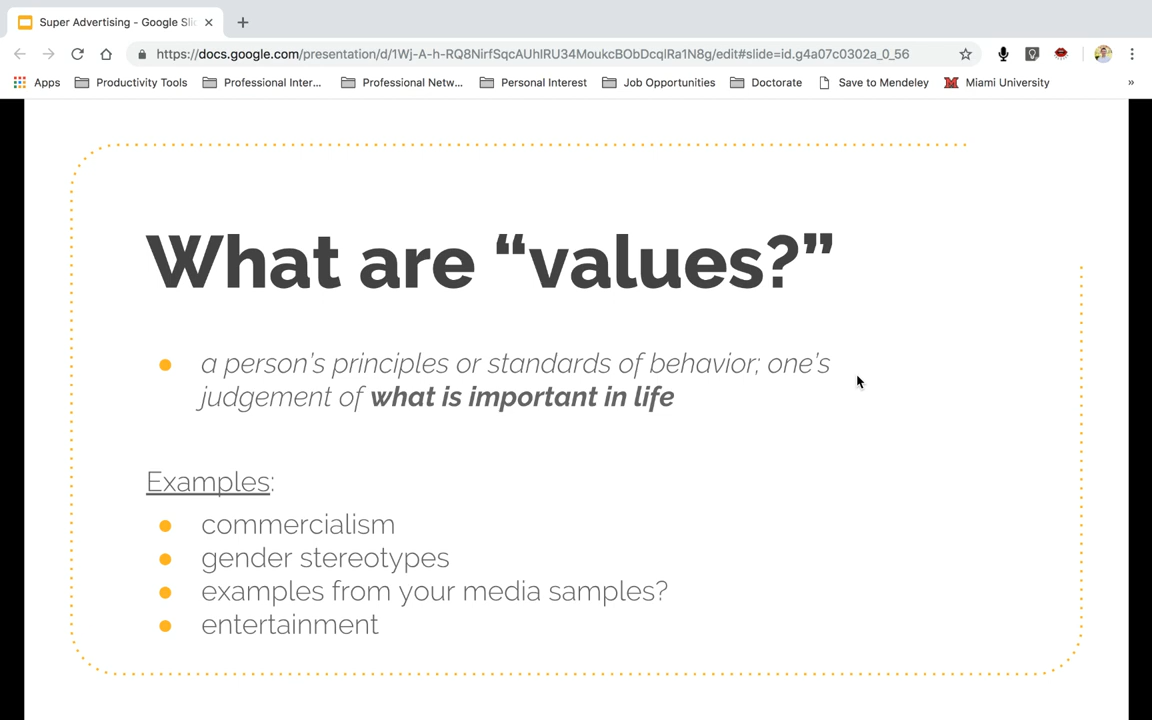 Super Advertising - Google Sli
https://docs.google.com/presentation/d/1Wj-A-h-RQ8NirfSqcAUhIRU34MoukcBObDcqlRa1N8g/edit#slide=id.g4a07c0302a_0_56
Apps Productivity Tools Professional Inter... Professional Netw... Personal Interest Job Opportunities Doctorate Save to Mendeley Miami University »
What are “values?”
a person’s principles or standards of behavior; one’s
judgement of what is important in life
Examples:
commercialism
gender stereotypes
examples from your media samples?
entertainment